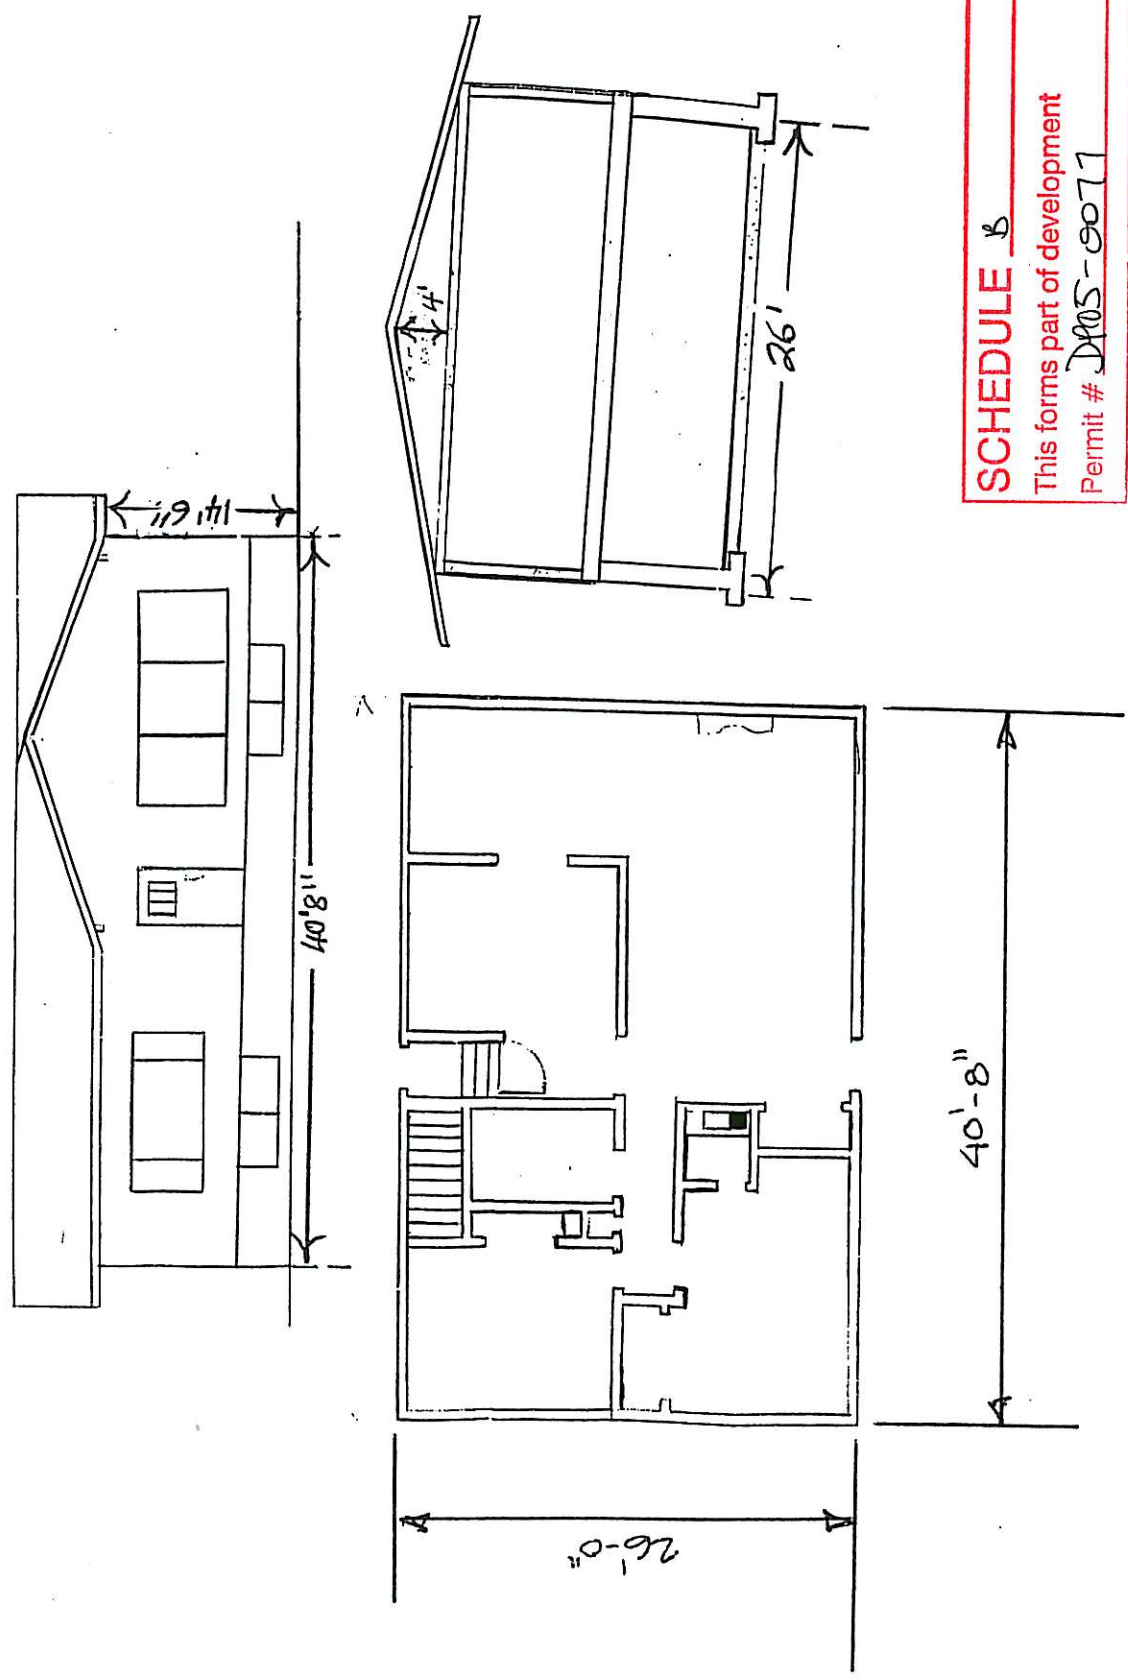 14' 6"
40'8"
4'
26'
26'-0"
40'-8"
SCHEDULE B
This forms part of development
Permit # DP05-0077